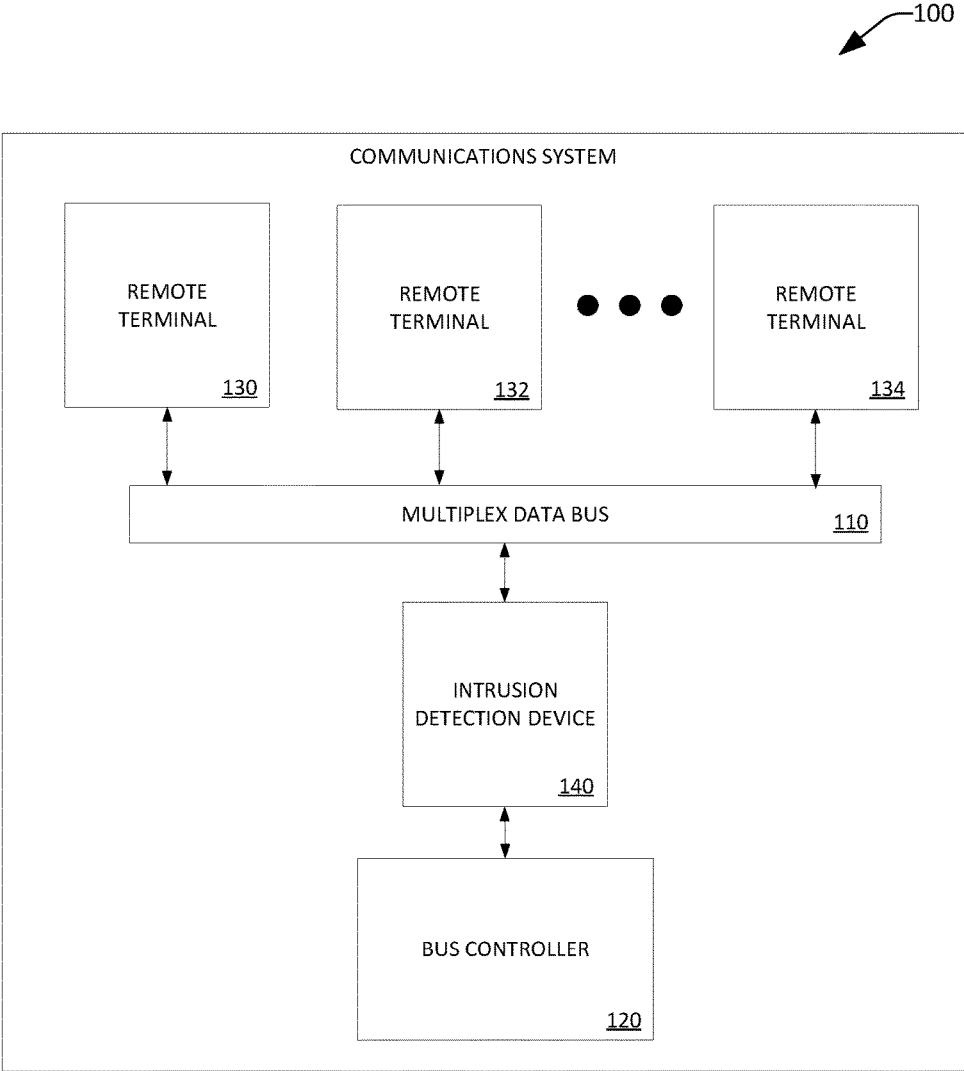 100
COMMUNICATIONS SYSTEM
REMOTE
TERMINAL
130
REMOTE
TERMINAL
132
REMOTE
TERMINAL
134
MULTIPLEX DATA BUS
110
INTRUSION
DETECTION DEVICE
140
BUS CONTROLLER
120